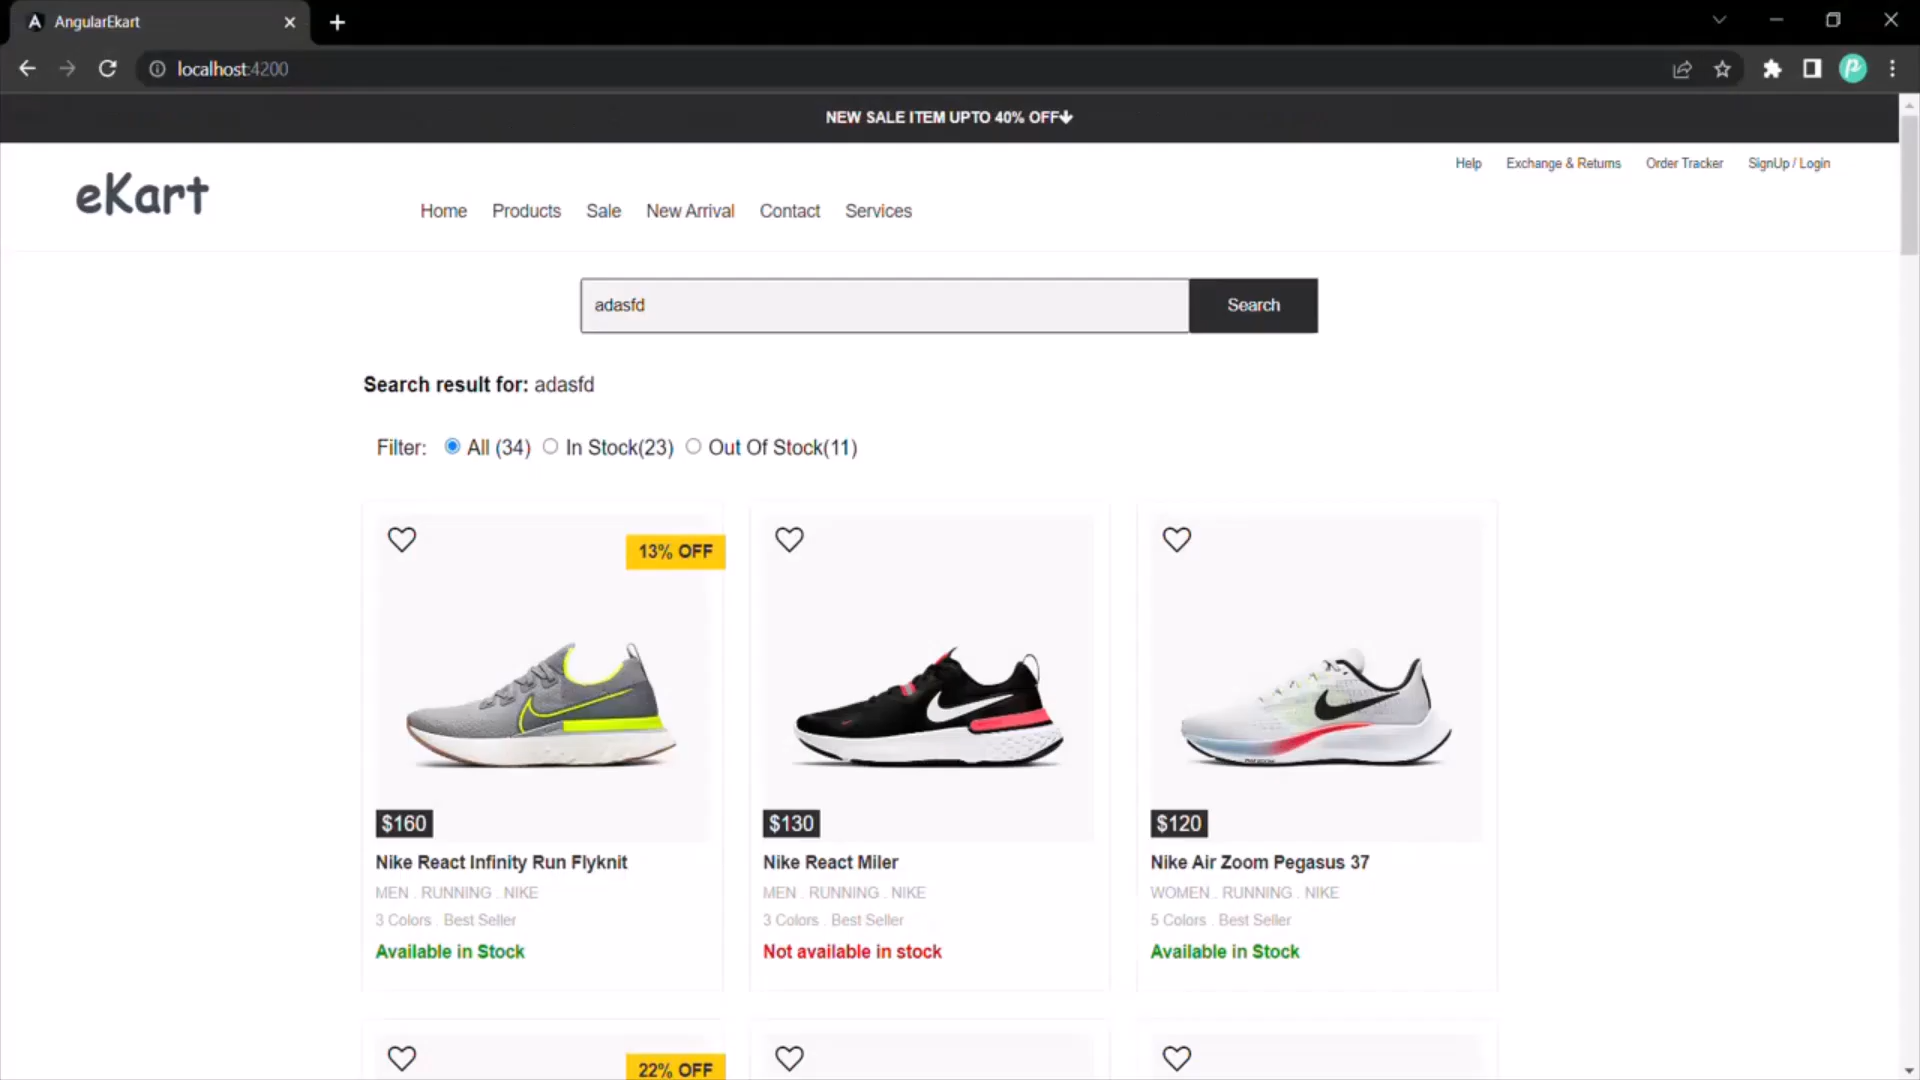 AngularEkart
localhost:4200
NEW SALE ITEM UPTO 40% OFF
Help Exchange & Returns Order Tracker SignUp / Login
eKart
Home Products Sale New Arrival Contact Services
adasfd Search
Search result for: adasfd
Filter: All (34) In Stock(23) Out Of Stock(11)
13% OFF
$160 $130 $120
Nike React Infinity Run Flyknit Nike React Miler Nike Air Zoom Pegasus 37
MEN . RUNNING . NIKE MEN . RUNNING . NIKE WOMEN . RUNNING . NIKE
3 Colors . Best Seller 3 Colors . Best Seller 5 Colors . Best Seller
Available in Stock Not available in stock Available in Stock
22% OFF